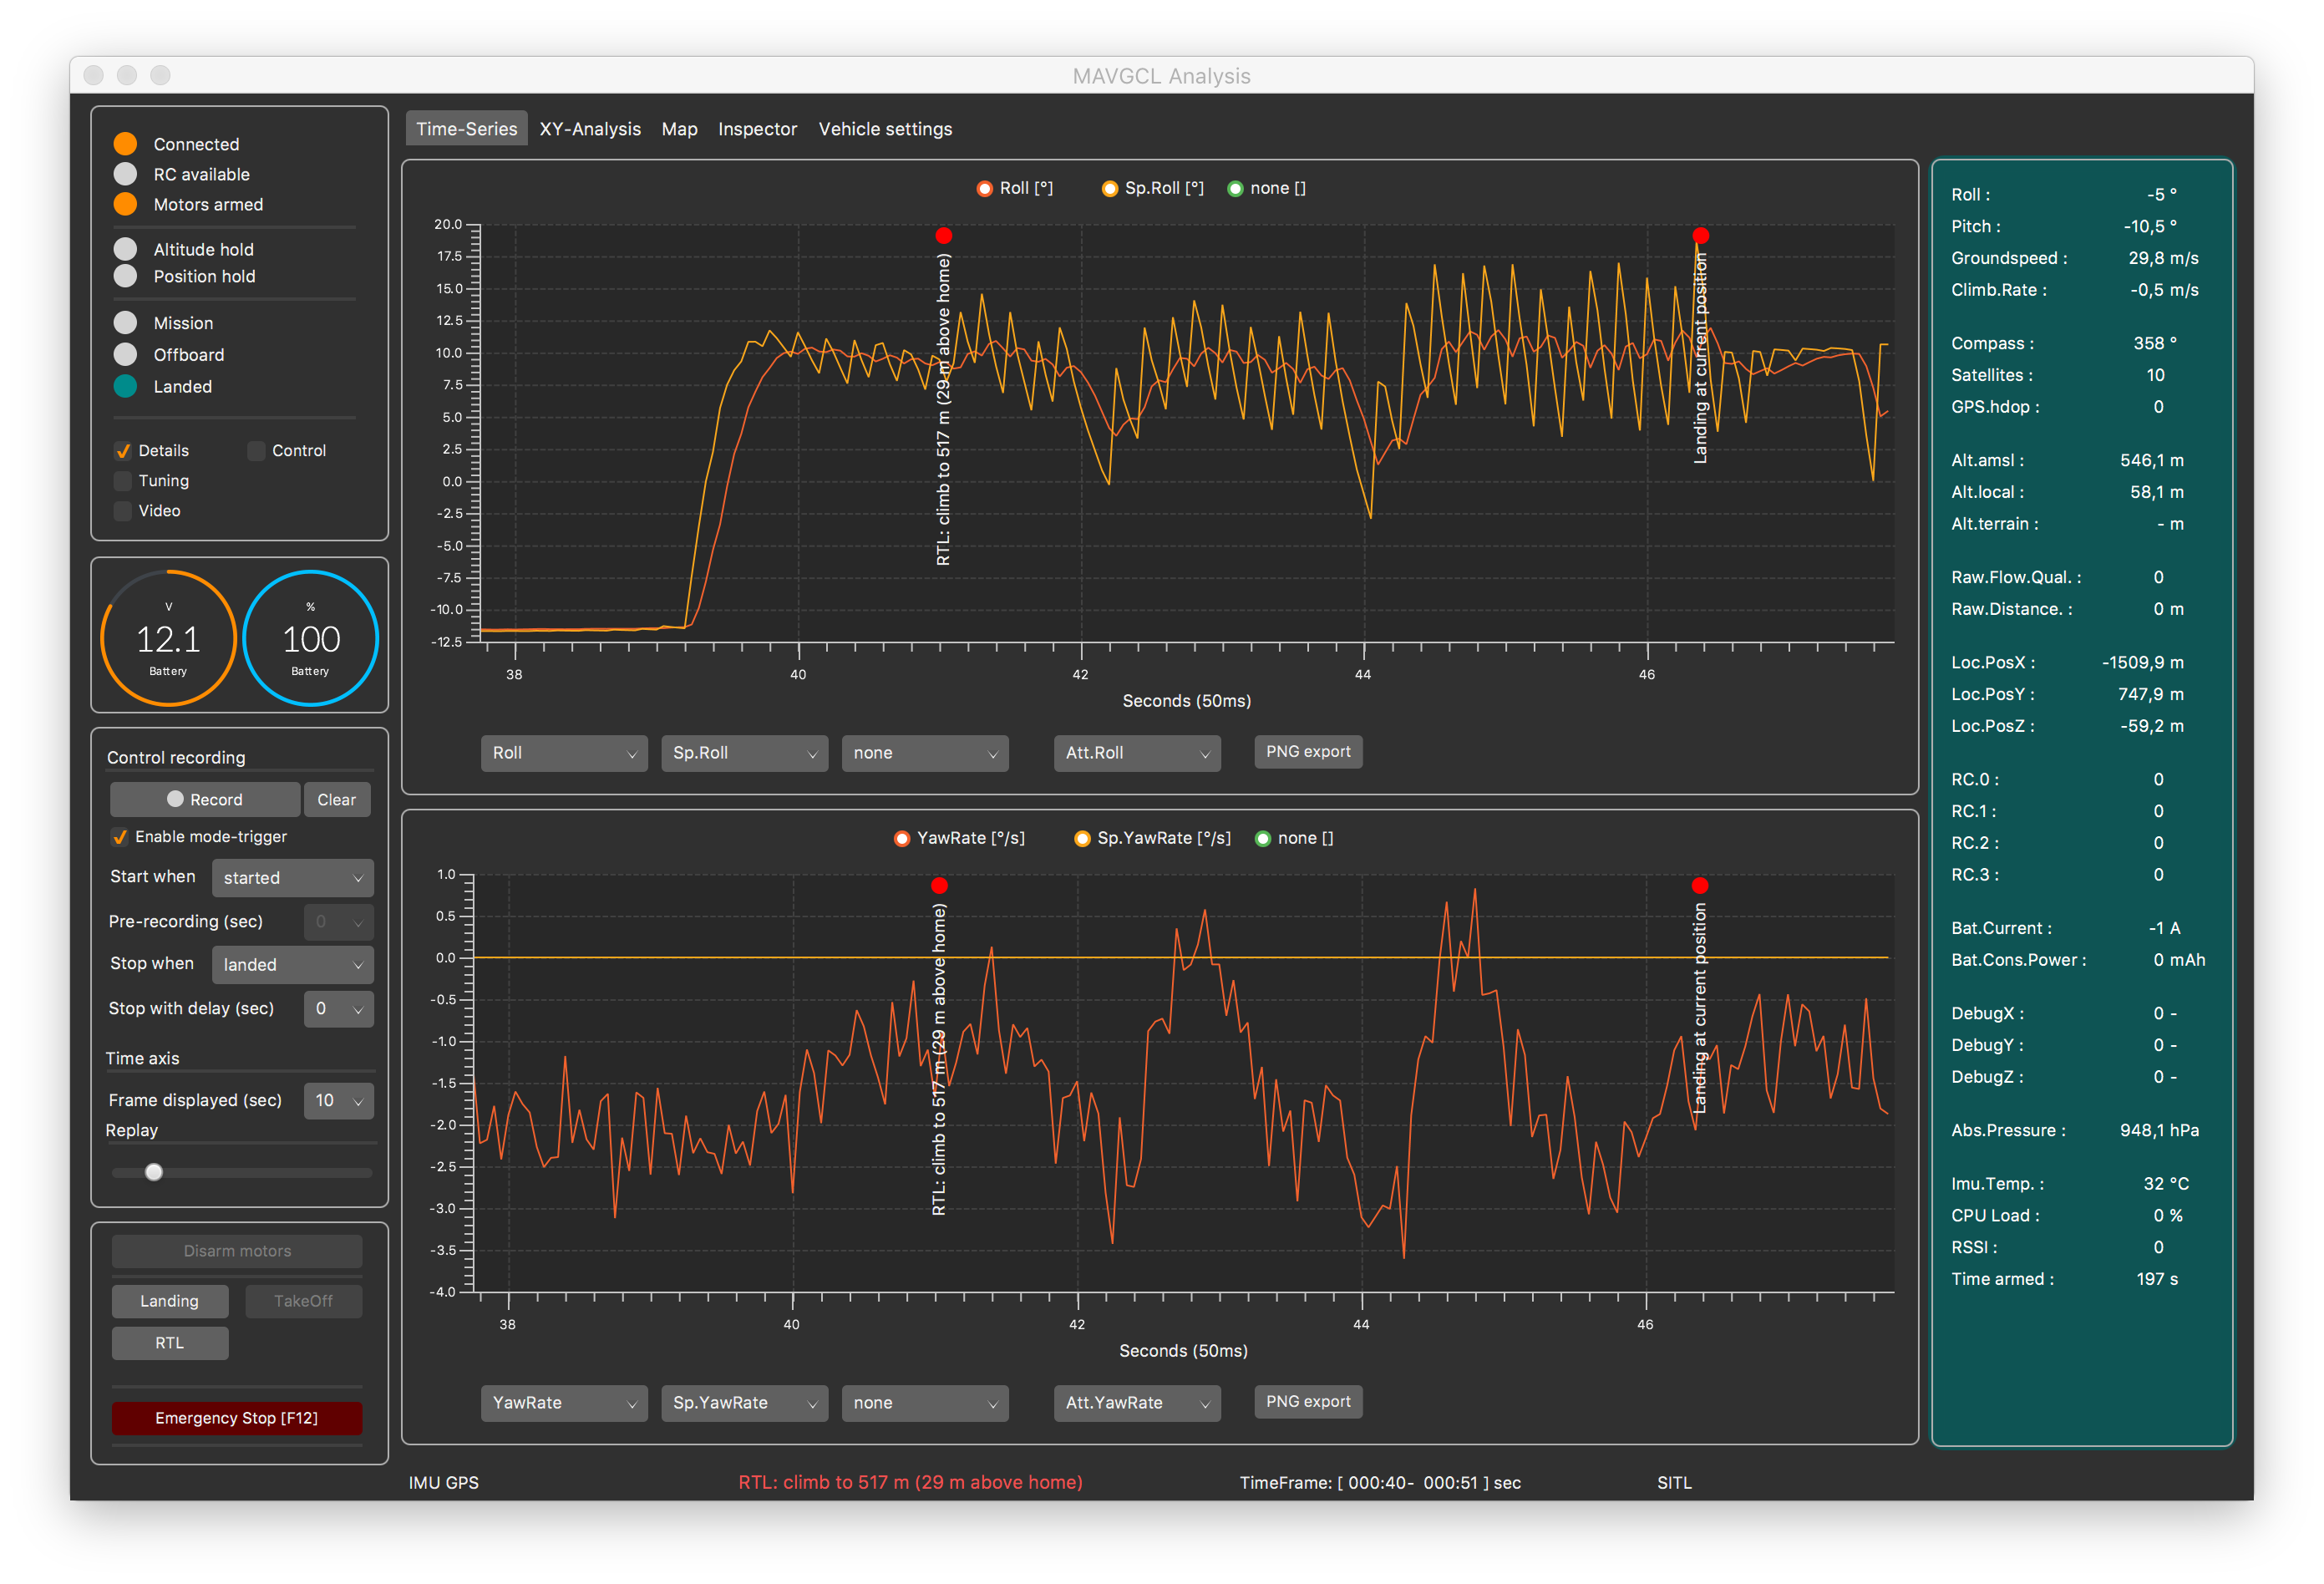 MAVGCL Analysis
Connected
RC available
Motors armed
Altitude hold
Position hold
Mission
Offboard
Landed
Details Control
Tuning
Video
V
12.1
Battery
%
100
Battery
Control recording
Record Clear
Enable mode-trigger
Start when started
Pre-recording (sec) 0
Stop when landed
Stop with delay (sec) 0
Time axis
Frame displayed (sec) 10
Replay
Disarm motors
Landing TakeOff
RTL
Emergency Stop [F12]
Time-Series XY-Analysis Map Inspector Vehicle settings
Roll [°] Sp.Roll [°] none []
20.0
17.5
15.0
12.5
10.0
7.5
5.0
2.5
0.0
-2.5
-5.0
-7.5
-10.0
-12.5
RTL: climb to 517 m (29 m above home)
Landing at current position
38 40 42 44 46
Seconds (50ms)
Roll Sp.Roll none Att.Roll PNG export
YawRate [°/s] Sp.YawRate [°/s] none []
1.0
0.5
0.0
-0.5
-1.0
-1.5
-2.0
-2.5
-3.0
-3.5
-4.0
RTL: climb to 517 m (29 m above home)
Landing at current position
38 40 42 44 46
Seconds (50ms)
YawRate Sp.YawRate none Att.YawRate PNG export
Roll : -5 °
Pitch : -10,5 °
Groundspeed : 29,8 m/s
Climb.Rate : -0,5 m/s
Compass : 358 °
Satellites : 10
GPS.hdop : 0
Alt.amsl : 546,1 m
Alt.local : 58,1 m
Alt.terrain : - m
Raw.Flow.Qual. : 0
Raw.Distance. : 0 m
Loc.PosX : -1509,9 m
Loc.PosY : 747,9 m
Loc.PosZ : -59,2 m
RC.0 : 0
RC.1 : 0
RC.2 : 0
RC.3 : 0
Bat.Current : -1 A
Bat.Cons.Power : 0 mAh
DebugX : 0 -
DebugY : 0 -
DebugZ : 0 -
Abs.Pressure : 948,1 hPa
Imu.Temp. : 32 °C
CPU Load : 0 %
RSSI : 0
Time armed : 197 s
IMU GPS RTL: climb to 517 m (29 m above home) TimeFrame: [ 000:40- 000:51 ] sec SITL